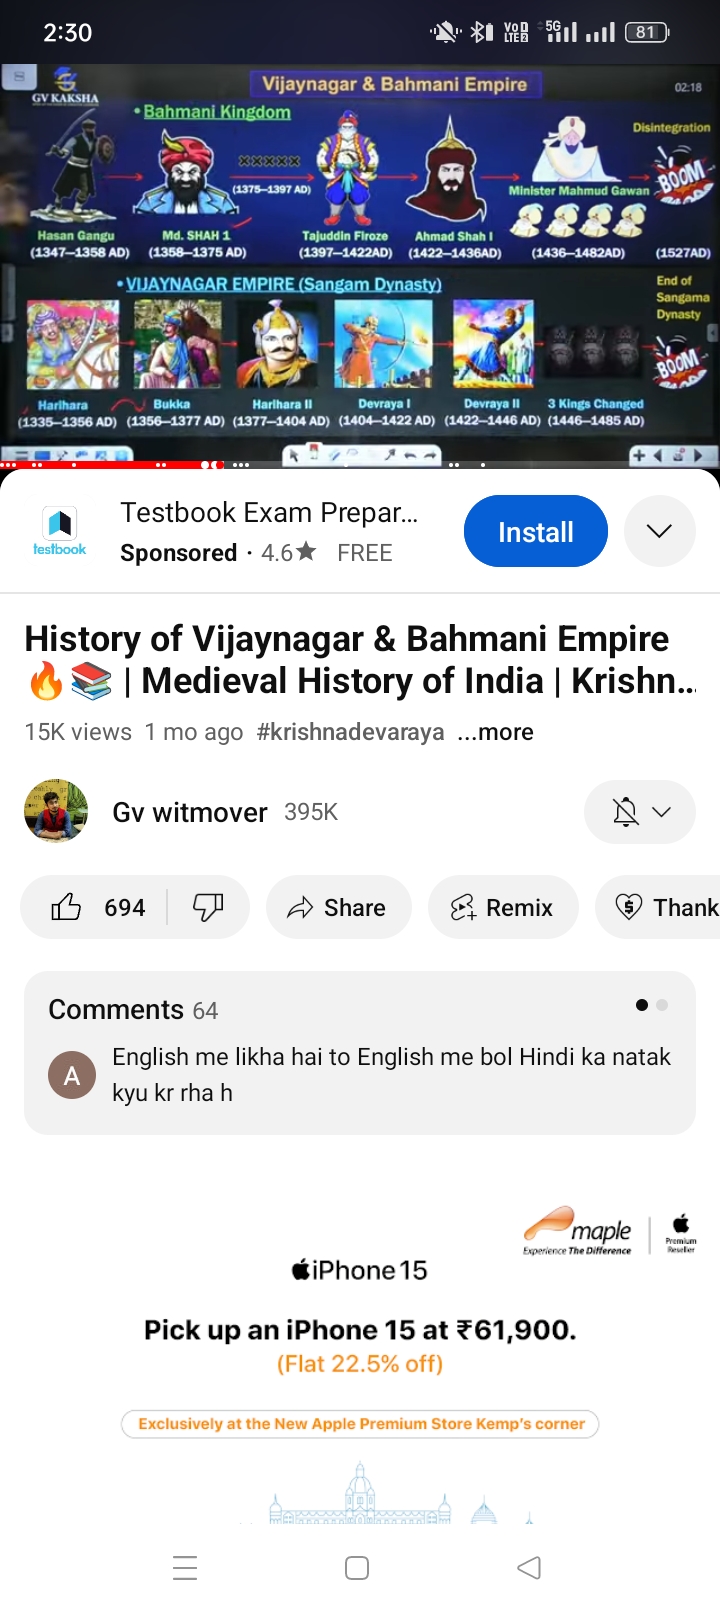 2:30
VoD
LTE2
5G
81
Vijaynagar & Bahmani Empire
02:18
GV KAKSHA
• Bahmani Kingdom
Disintegration
xxxxx
(1375–1397 AD)
BOOM
Minister Mahmud Gawan
Hasan Gangu
(1347–1358 AD)
Md. SHAH 1
(1358–1375 AD)
Tajuddin Firoze
(1397–1422AD)
Ahmad Shah I
(1422–1436AD)
(1436–1482AD)
(1527AD)
• VIJAYNAGAR EMPIRE (Sangam Dynasty)
End of
Sangama
Dynasty
BOOM
Harihara
(1335–1356 AD)
Bukka
(1356–1377 AD)
Harihara II
(1377–1404 AD)
Devraya I
(1404–1422 AD)
Devraya II
(1422–1446 AD)
3 Kings Changed
(1446–1485 AD)
testbook
Testbook Exam Prepar...
Sponsored · 4.6★ FREE
Install
History of Vijaynagar & Bahmani Empire
🔥📚 | Medieval History of India | Krishn...
15K views 1 mo ago #krishnadevaraya ...more
Gv witmover 395K
694
Share
Remix
Thank
Comments 64
A
English me likha hai to English me bol Hindi ka natak
kyu kr rha h
maple
Experience The Difference
Premium
Reseller
iPhone 15
Pick up an iPhone 15 at ₹61,900.
(Flat 22.5% off)
Exclusively at the New Apple Premium Store Kemp's corner